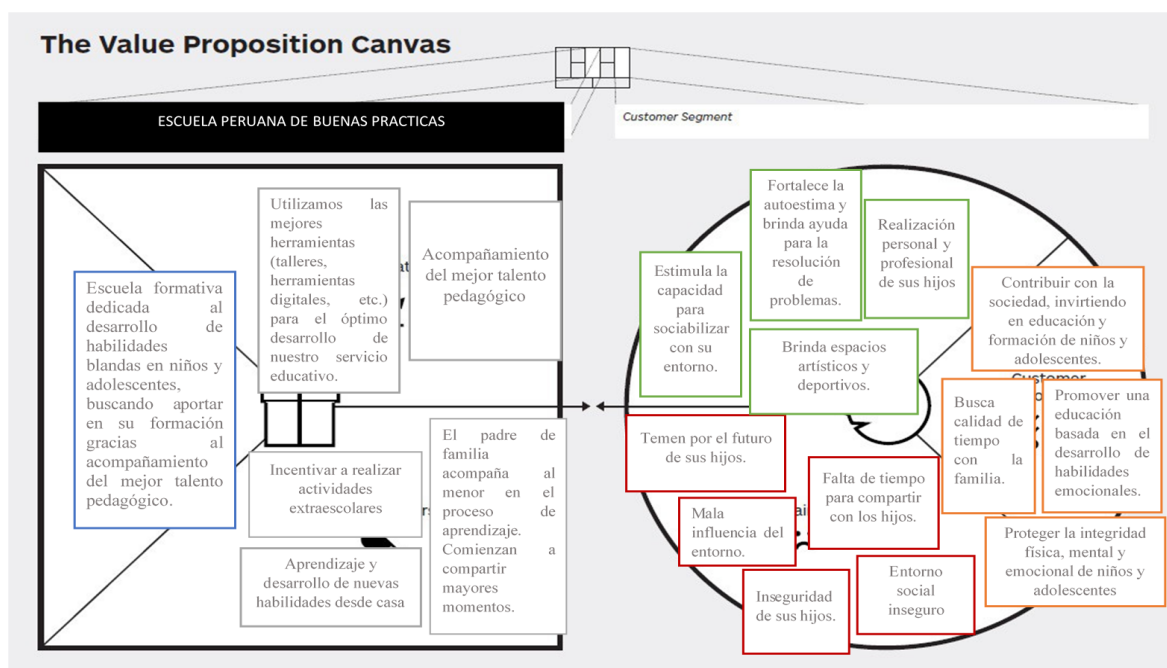 The Value Proposition Canvas
ESCUELA PERUANA DE BUENAS PRACTICAS
Customer Segment
Escuela formativa
dedicada al
desarrollo de
habilidades
blandas en niños y
adolescentes,
buscando aportar
en su formación
gracias al
acompañamiento
del mejor talento
pedagógico.
Utilizamos las
mejores
herramientas
(talleres,
herramientas
digitales, etc.)
para el óptimo
desarrollo de
nuestro servicio
educativo.
Acompañamiento
del mejor talento
pedagógico
Incentivar a realizar
actividades
extraescolares
Aprendizaje y
desarrollo de nuevas
habilidades desde casa
El padre de
familia
acompaña al
menor en el
proceso de
aprendizaje.
Comienzan a
compartir
mayores
momentos.
Estimula la
capacidad
para
sociabilizar
con su
entorno.
Fortalece la
autoestima y
brinda ayuda
para la
resolución
de
problemas.
Realización
personal y
profesional
de sus hijos
Brinda espacios
artísticos y
deportivos.
Contribuir con la
sociedad, invirtiendo
en educación y
formación de niños y
adolescentes.
Customer
Busca
calidad de
tiempo
con la
familia.
Promover una
educación
basada en el
desarrollo de
habilidades
emocionales.
Proteger la integridad
física, mental y
emocional de niños y
adolescentes
Temen por el futuro
de sus hijos.
Mala
influencia del
entorno.
Falta de tiempo
para compartir
con los hijos.
Inseguridad
de sus hijos.
Entorno
social
inseguro